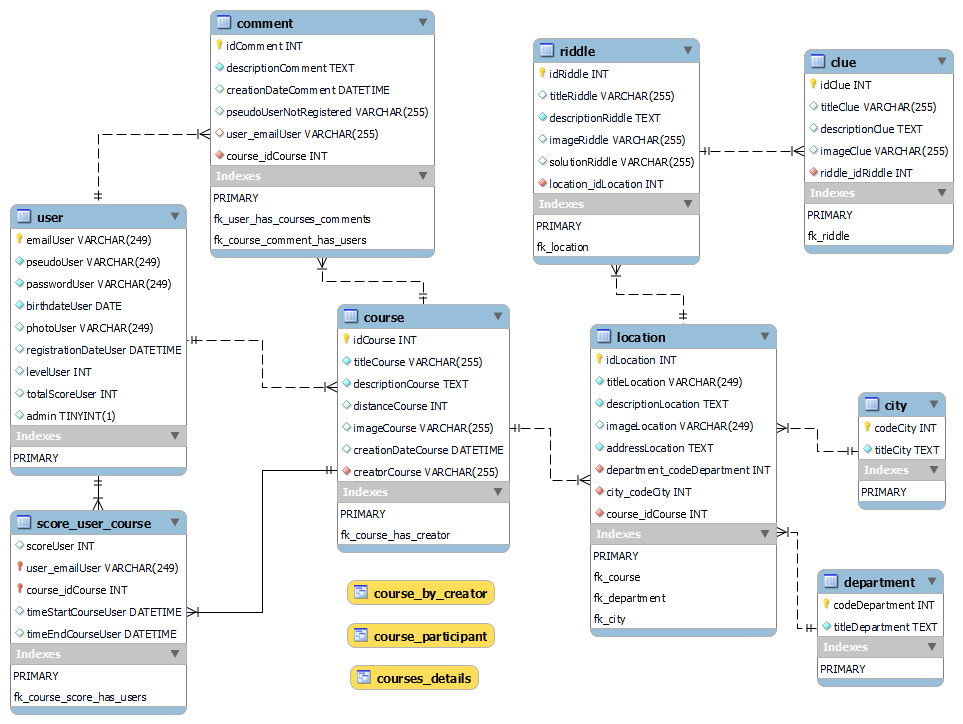 comment
idComment INT
descriptionComment TEXT
creationDateComment DATETIME
pseudoUserNotRegistered VARCHAR(255)
user_emailUser VARCHAR(255)
course_idCourse INT
Indexes
PRIMARY
fk_user_has_courses_comments
fk_course_comment_has_users
riddle
idRiddle INT
titleRiddle VARCHAR(255)
descriptionRiddle TEXT
imageRiddle VARCHAR(255)
solutionRiddle VARCHAR(255)
location_idLocation INT
Indexes
PRIMARY
fk_location
clue
idClue INT
titleClue VARCHAR(255)
descriptionClue TEXT
imageClue VARCHAR(255)
riddle_idRiddle INT
Indexes
PRIMARY
fk_riddle
user
emailUser VARCHAR(249)
pseudoUser VARCHAR(249)
passwordUser VARCHAR(249)
birthdateUser DATE
photoUser VARCHAR(249)
registrationDateUser DATETIME
levelUser INT
totalScoreUser INT
admin TINYINT(1)
Indexes
PRIMARY
course
idCourse INT
titleCourse VARCHAR(255)
descriptionCourse TEXT
distanceCourse INT
imageCourse VARCHAR(255)
creationDateCourse DATETIME
creatorCourse VARCHAR(255)
Indexes
PRIMARY
fk_course_has_creator
location
idLocation INT
titleLocation VARCHAR(249)
descriptionLocation TEXT
imageLocation VARCHAR(249)
addressLocation TEXT
department_codeDepartment INT
city_codeCity INT
course_idCourse INT
Indexes
PRIMARY
fk_course
fk_department
fk_city
city
codeCity INT
titleCity TEXT
Indexes
PRIMARY
score_user_course
scoreUser INT
user_emailUser VARCHAR(249)
course_idCourse INT
timeStartCourseUser DATETIME
timeEndCourseUser DATETIME
Indexes
PRIMARY
fk_course_score_has_users
course_by_creator
course_participant
courses_details
department
codeDepartment INT
titleDepartment TEXT
Indexes
PRIMARY